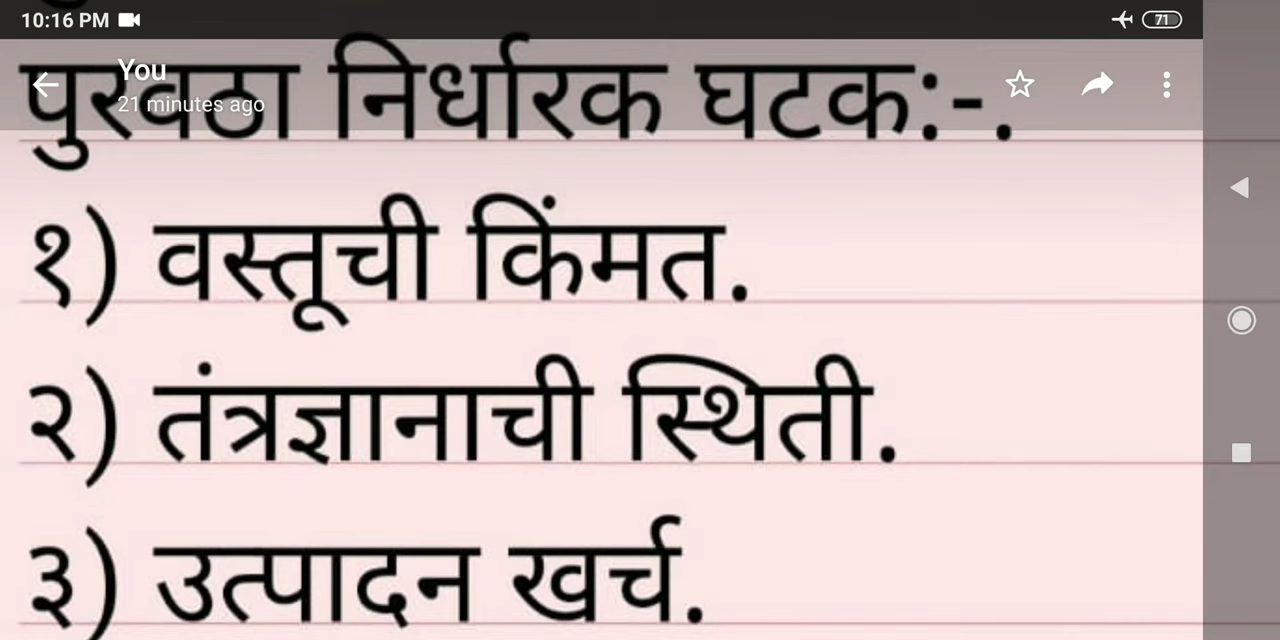 10:16 PM 71
You
21 minutes ago
पुरवठा निर्धारक घटक:-.
१) वस्तूची किंमत.
२) तंत्रज्ञानाची स्थिती.
३) उत्पादन खर्च.